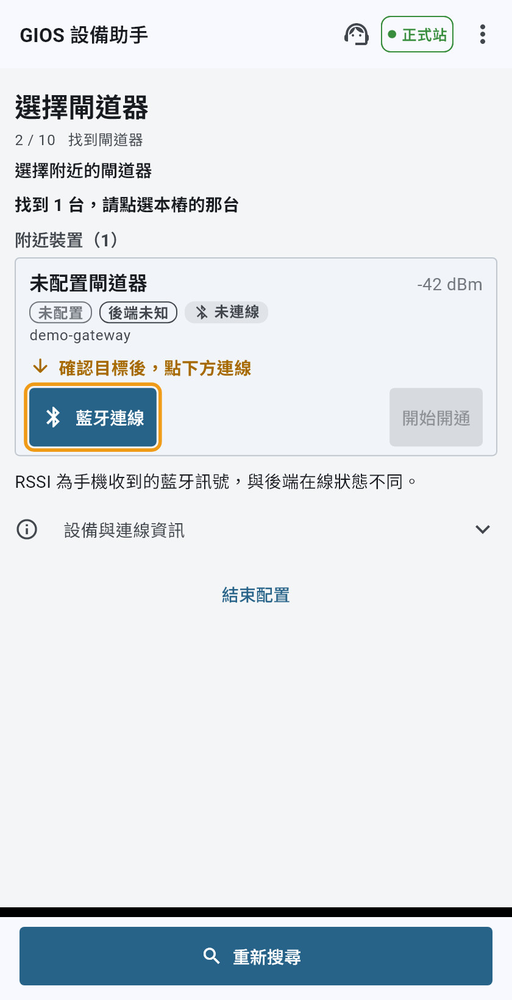 GIOS 設備助手
正式站
選擇閘道器
2 / 10 找到閘道器
選擇附近的閘道器
找到 1 台，請點選本樁的那台
附近裝置（1）
未配置閘道器
-42 dBm
未配置
後端未知
未連線
demo-gateway
確認目標後，點下方連線
藍牙連線
開始開通
RSSI 為手機收到的藍牙訊號，與後端在線狀態不同。
設備與連線資訊
結束配置
重新搜尋